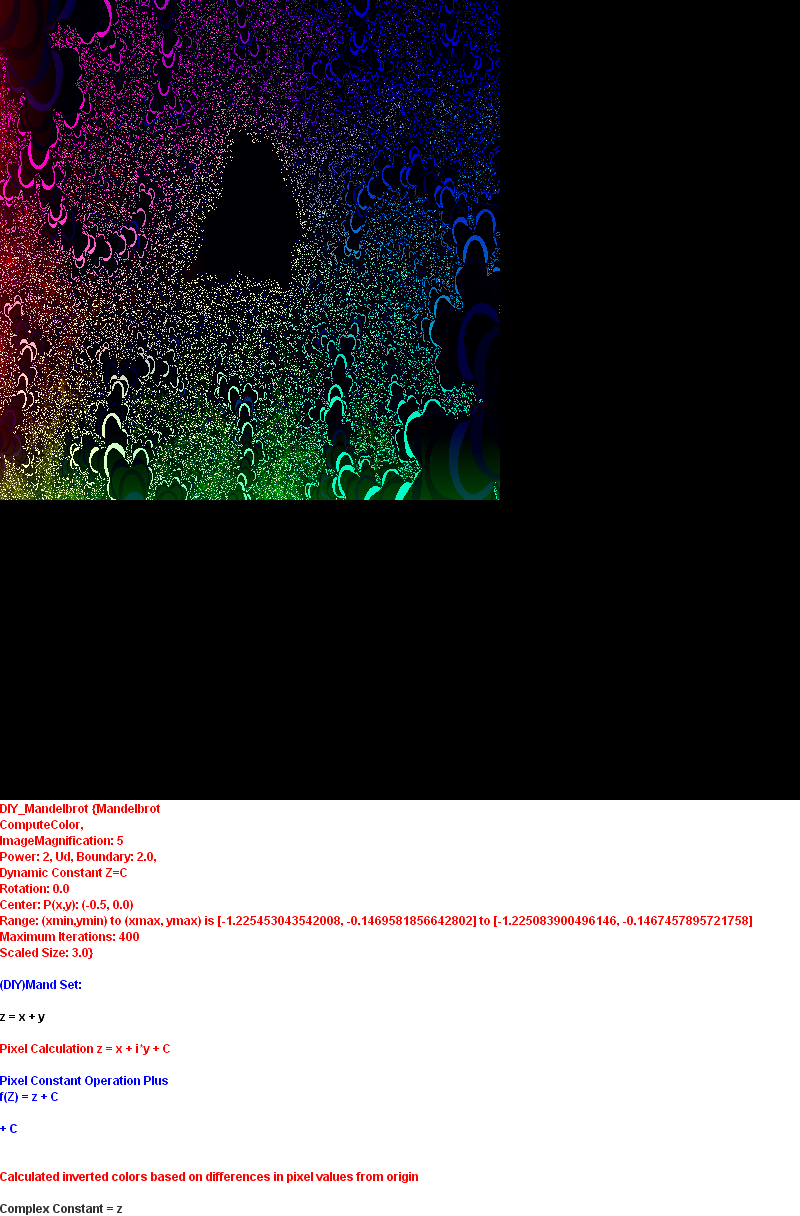 DIY_Mandelbrot {Mandelbrot
ComputeColor,
ImageMagnification: 5
Power: 2, Ud, Boundary: 2.0,
Dynamic Constant Z=C
Rotation: 0.0
Center: P(x,y): (-0.5, 0.0)
Range: (xmin,ymin) to (xmax, ymax) is [-1.225453043542008, -0.1469581856642802] to [-1.225083900496146, -0.1467457895721758]
Maximum Iterations: 400
Scaled Size: 3.0}
(DIY)Mand Set:
z = x + y
Pixel Calculation z = x + i*y + C
Pixel Constant Operation Plus
f(Z) = z + C
+ C
Calculated inverted colors based on differences in pixel values from origin
Complex Constant = z